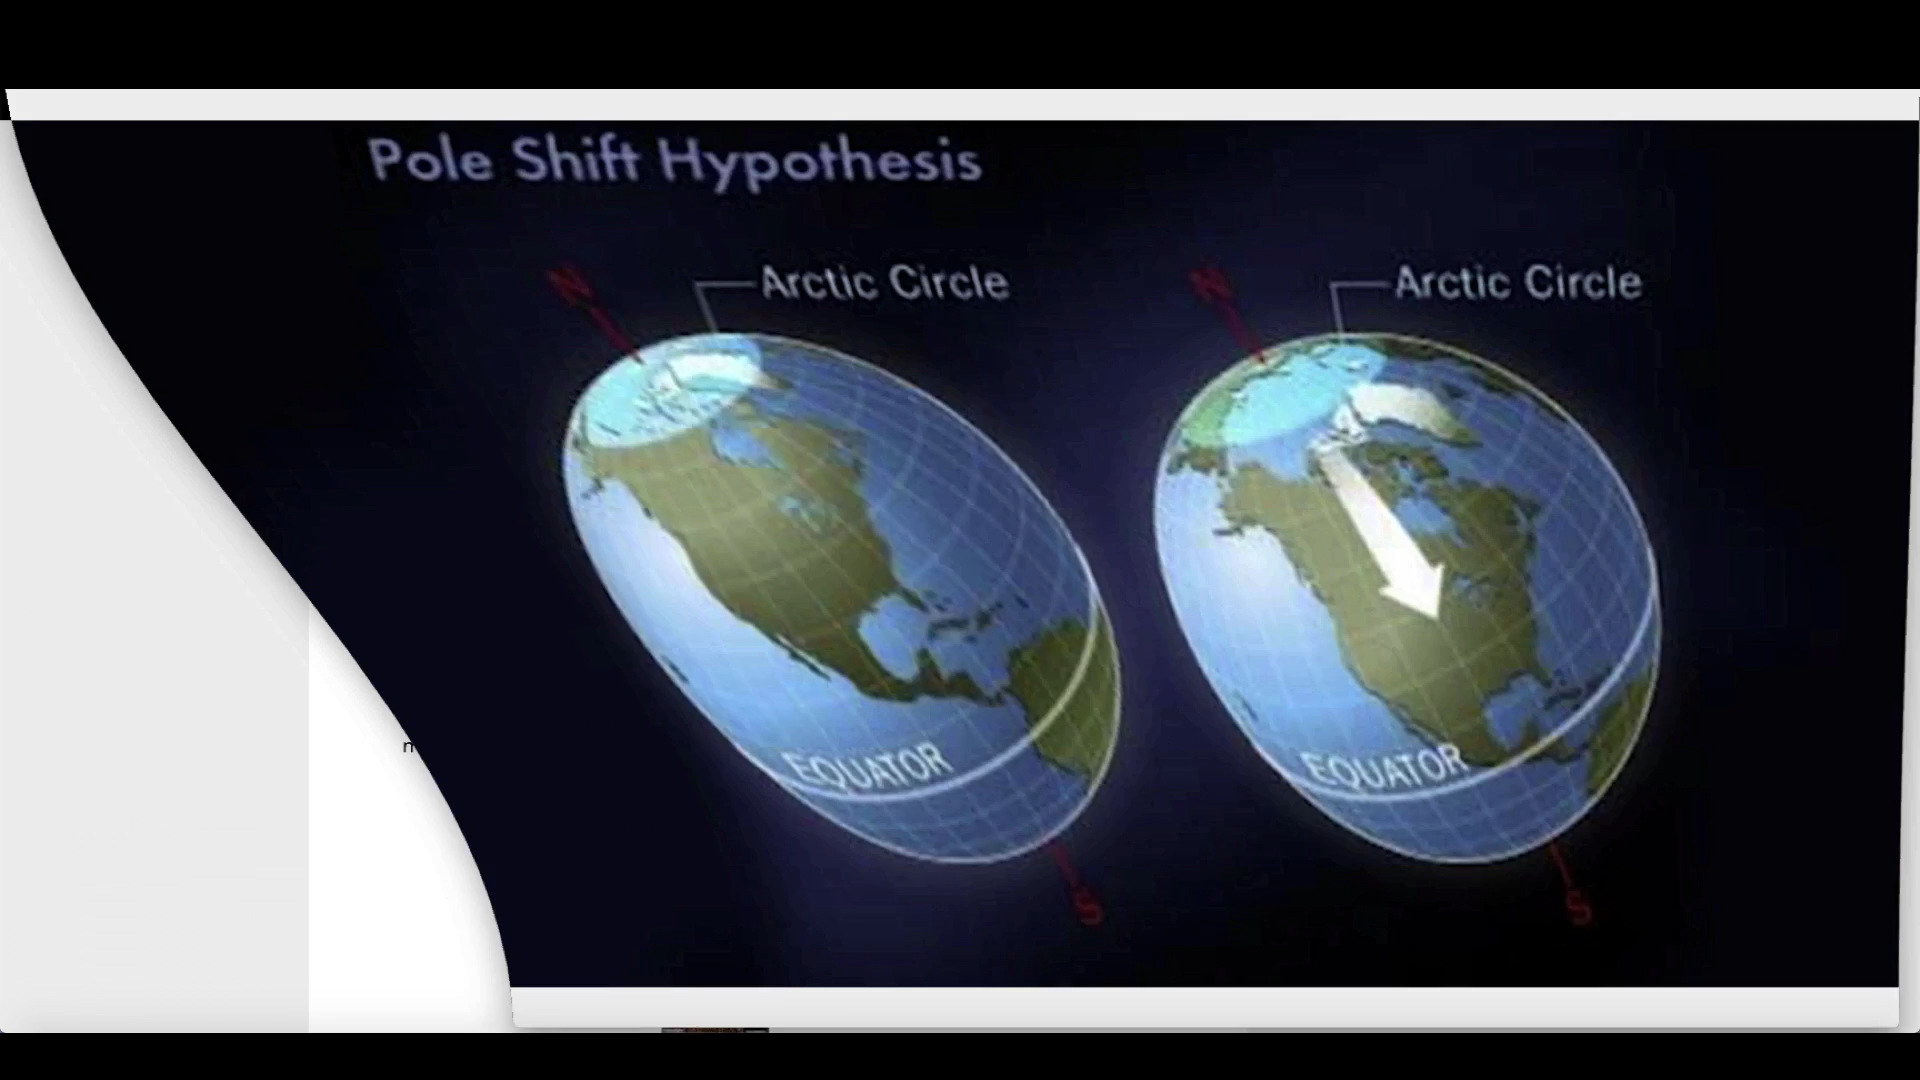 Pole Shift Hypothesis
N
Arctic Circle
N
Arctic Circle
n
EQUATOR
EQUATOR
S
S